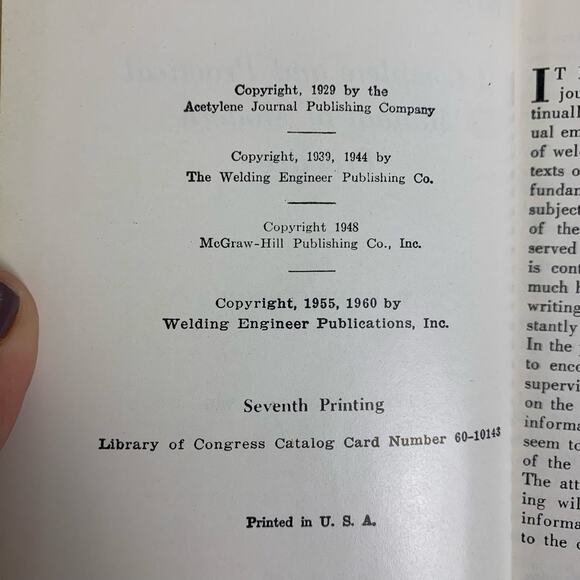 Copyright, 1929 by the
Acetylene Journal Publishing Company
Copyright, 1939, 1944 by
The Welding Engineer Publishing Co.
Copyright 1948
McGraw-Hill Publishing Co., Inc.
Copyright, 1955, 1960 by
Welding Engineer Publications, Inc.
Seventh Printing
Library of Congress Catalog Card Number 60-10143
Printed in U. S. A.
IT
jou
tinuall
ual em
of wel
texts o
fundar
subject
of the
served
is cont
much h
writing
stantly
In the
to enco
supervi
on the
informa
seem to
of the
The att
ing wil
informa
to the